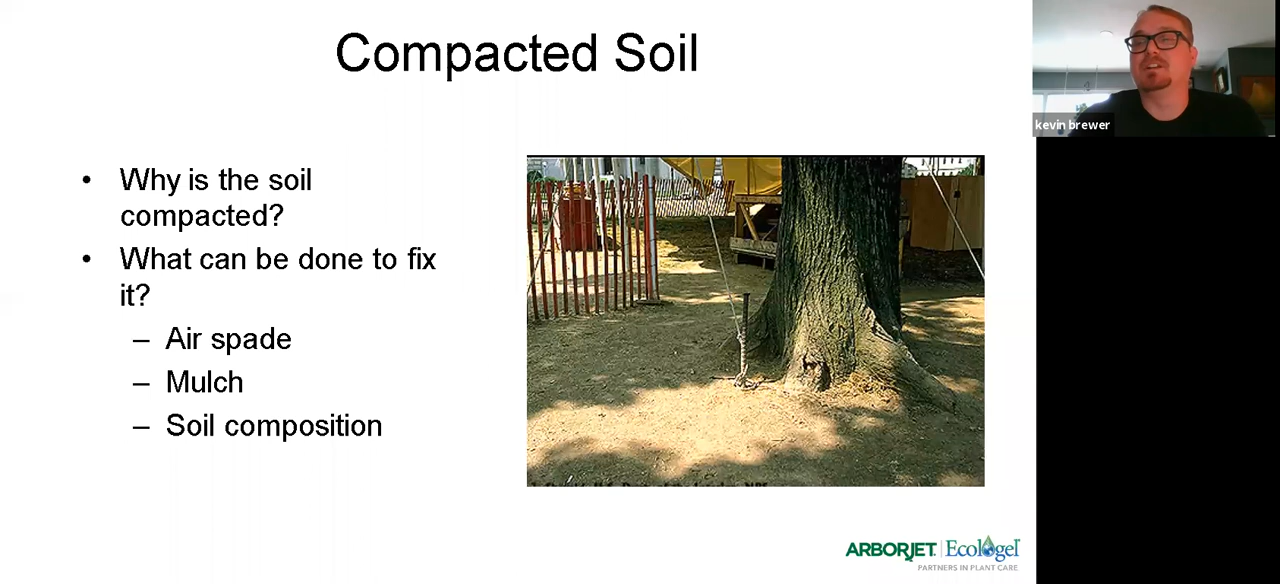 Compacted Soil
kevin brewer
• Why is the soil
compacted?
• What can be done to fix
it?
– Air spade
– Mulch
– Soil composition
ARBORJET | Ecologel
PARTNERS IN PLANT CARE